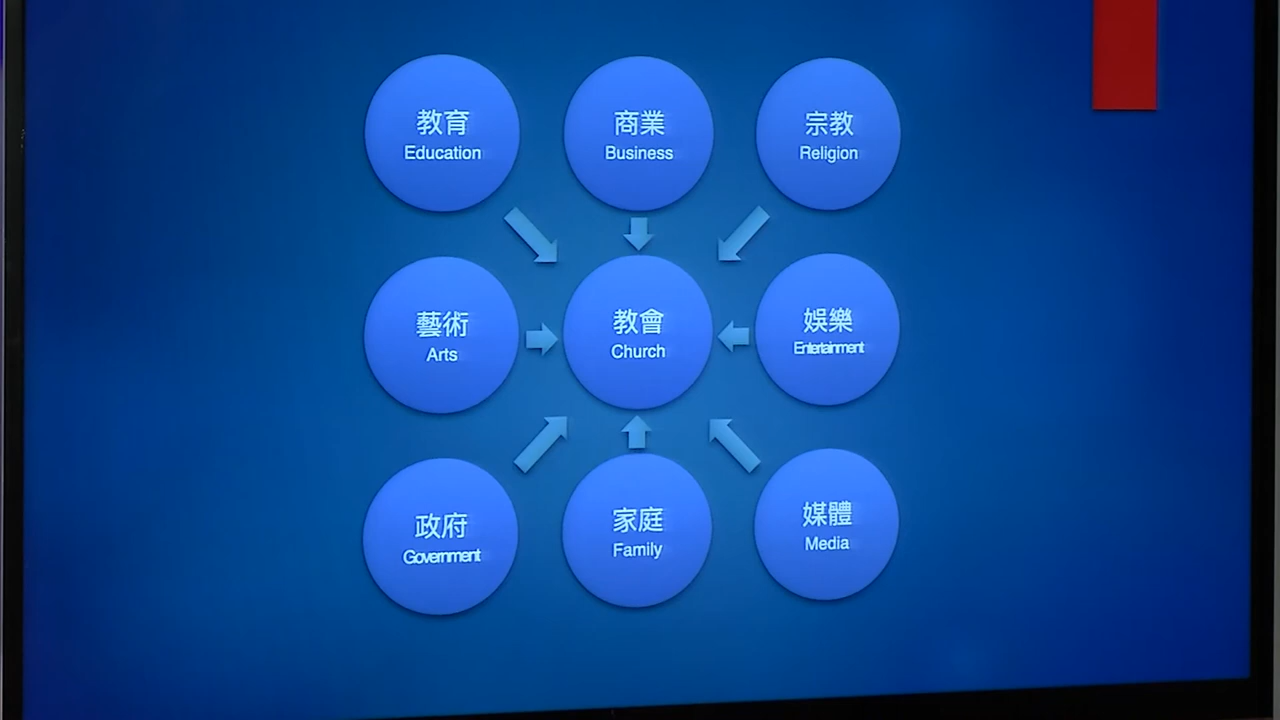 教育
Education
商業
Business
宗教
Religion
藝術
Arts
教會
Church
娛樂
Entertainment
政府
Government
家庭
Family
媒體
Media